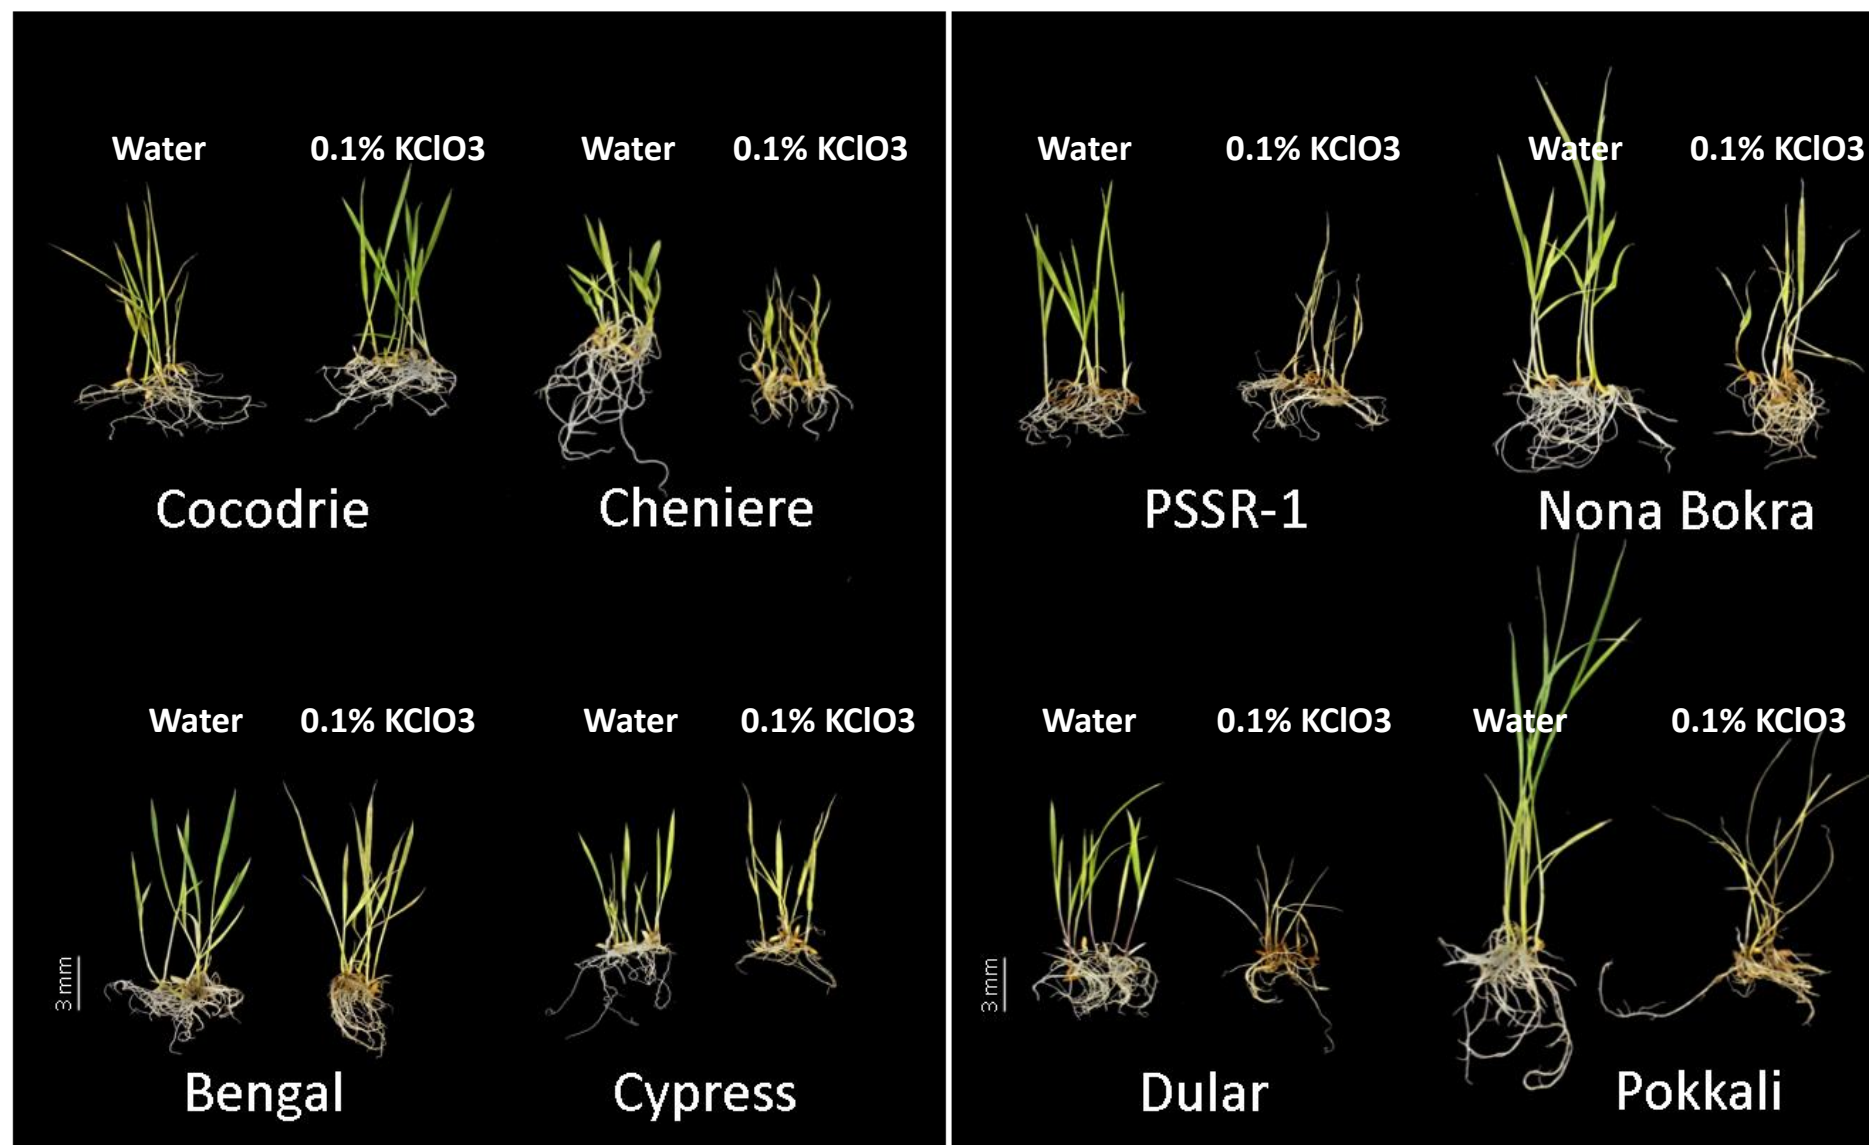 Water 0.1% KClO3 Water 0.1% KClO3
Cocodrie Cheniere
Water 0.1% KClO3 Water 0.1% KClO3
3 mm
Bengal Cypress
Water 0.1% KClO3 Water 0.1% KClO3
PSSR-1 Nona Bokra
Water 0.1% KClO3 Water 0.1% KClO3
3 mm
Dular Pokkali